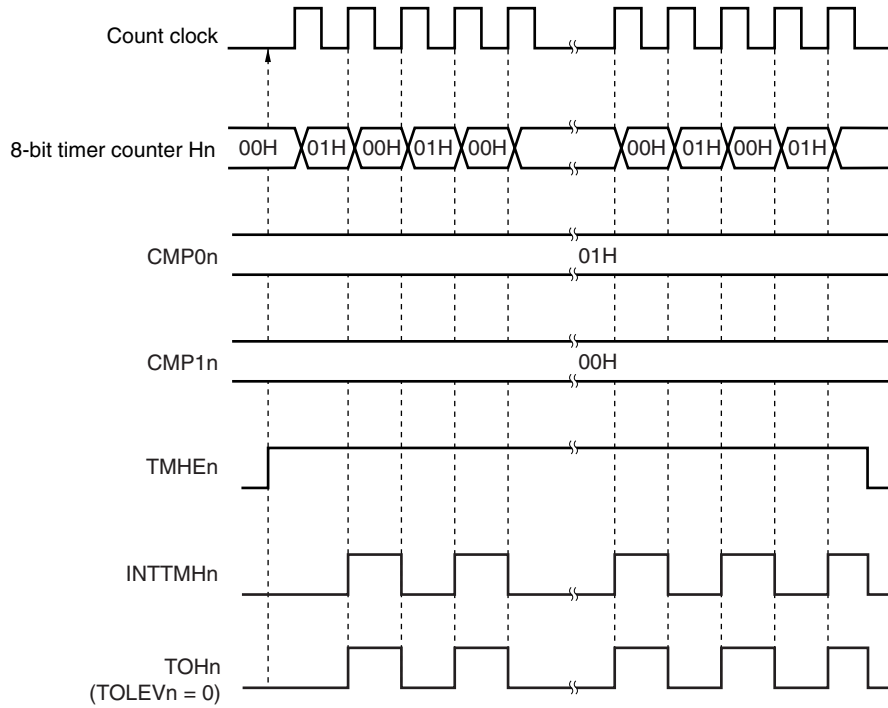 Count clock
8-bit timer counter Hn 00H 01H 00H 01H 00H 00H 01H 00H 01H
CMP0n 01H
CMP1n 00H
TMHEn
INTTMHn
TOHn
(TOLEVn = 0)